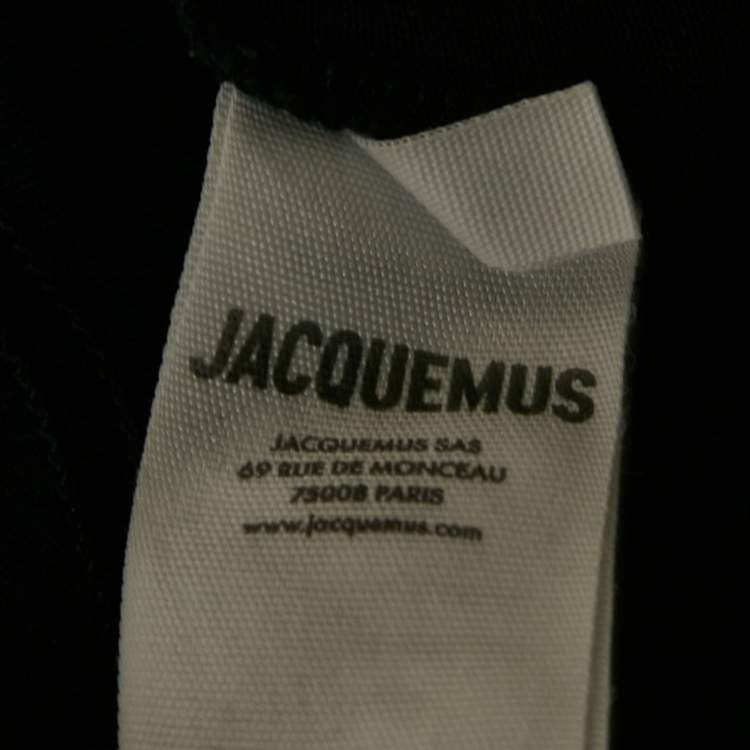 JACQUEMUS
JACQUEMUS SAS
69 RUE DE MONCEAU
75008 PARIS
www.jacquemus.com